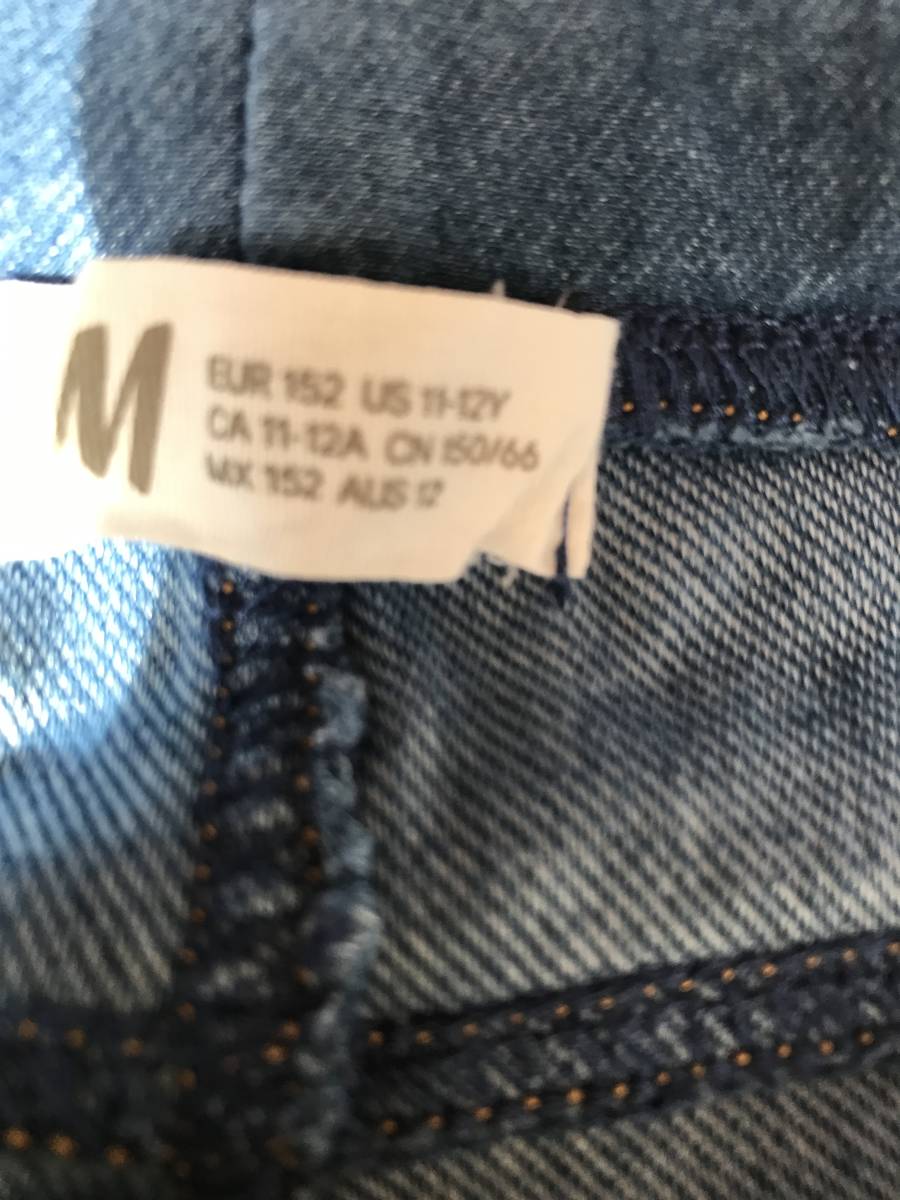 M
EUR 152 US 11-12Y
CA 11-12A CN 150/66
MX 152 AUS 12